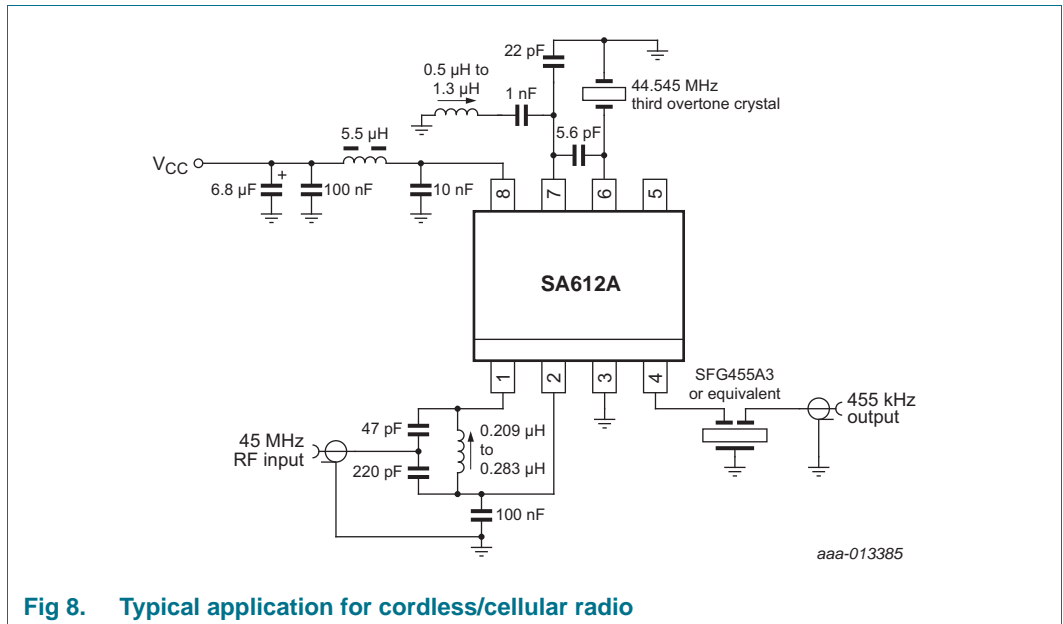 22 pF
0.5 µH to
1.3 µH
1 nF
44.545 MHz
third overtone crystal
5.5 µH
5.6 pF
VCC
6.8 µF
+
100 nF
10 nF
8
7
6
5
SA612A
1
2
3
4
SFG455A3
or equivalent
455 kHz
output
47 pF
0.209 µH
to
0.283 µH
45 MHz
RF input
220 pF
100 nF
aaa-013385
Fig 8. Typical application for cordless/cellular radio